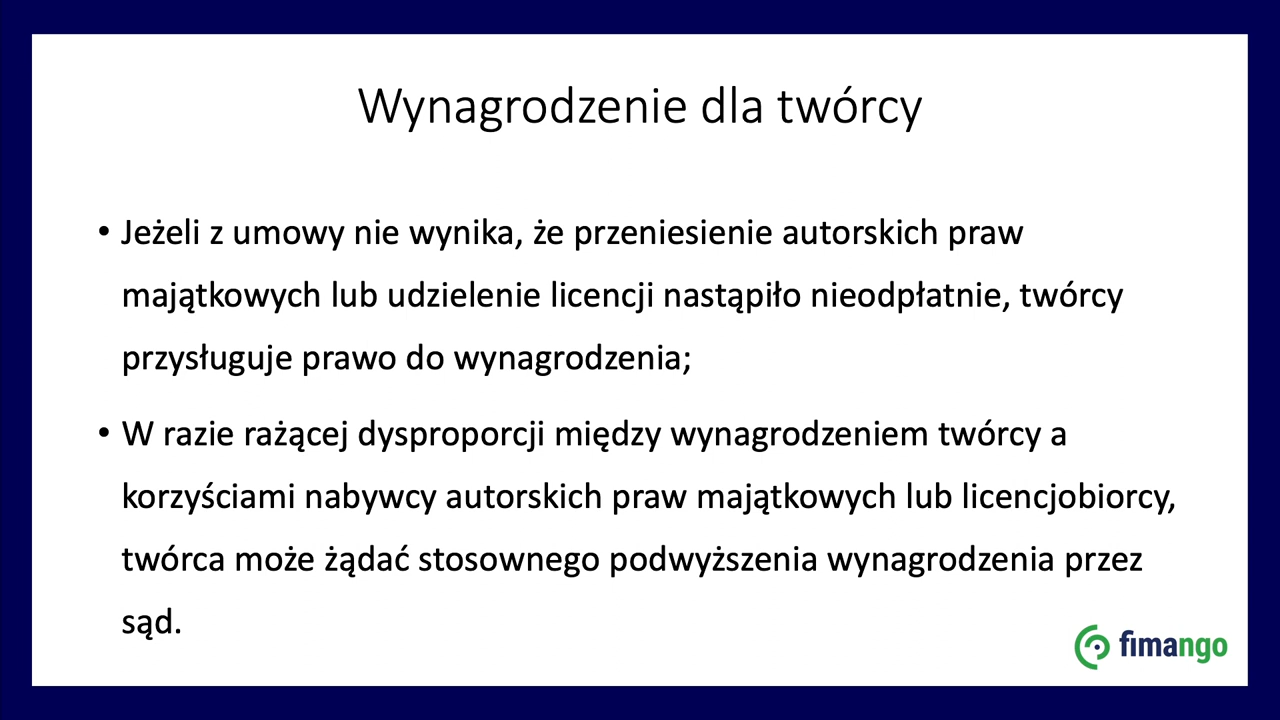 Wynagrodzenie dla twórcy
• Jeżeli z umowy nie wynika, że przeniesienie autorskich praw
majątkowych lub udzielenie licencji nastąpiło nieodpłatnie, twórcy
przysługuje prawo do wynagrodzenia;
• W razie rażącej dysproporcji między wynagrodzeniem twórcy a
korzyściami nabywcy autorskich praw majątkowych lub licencjobiorcy,
twórca może żądać stosownego podwyższenia wynagrodzenia przez
sąd.
fimango